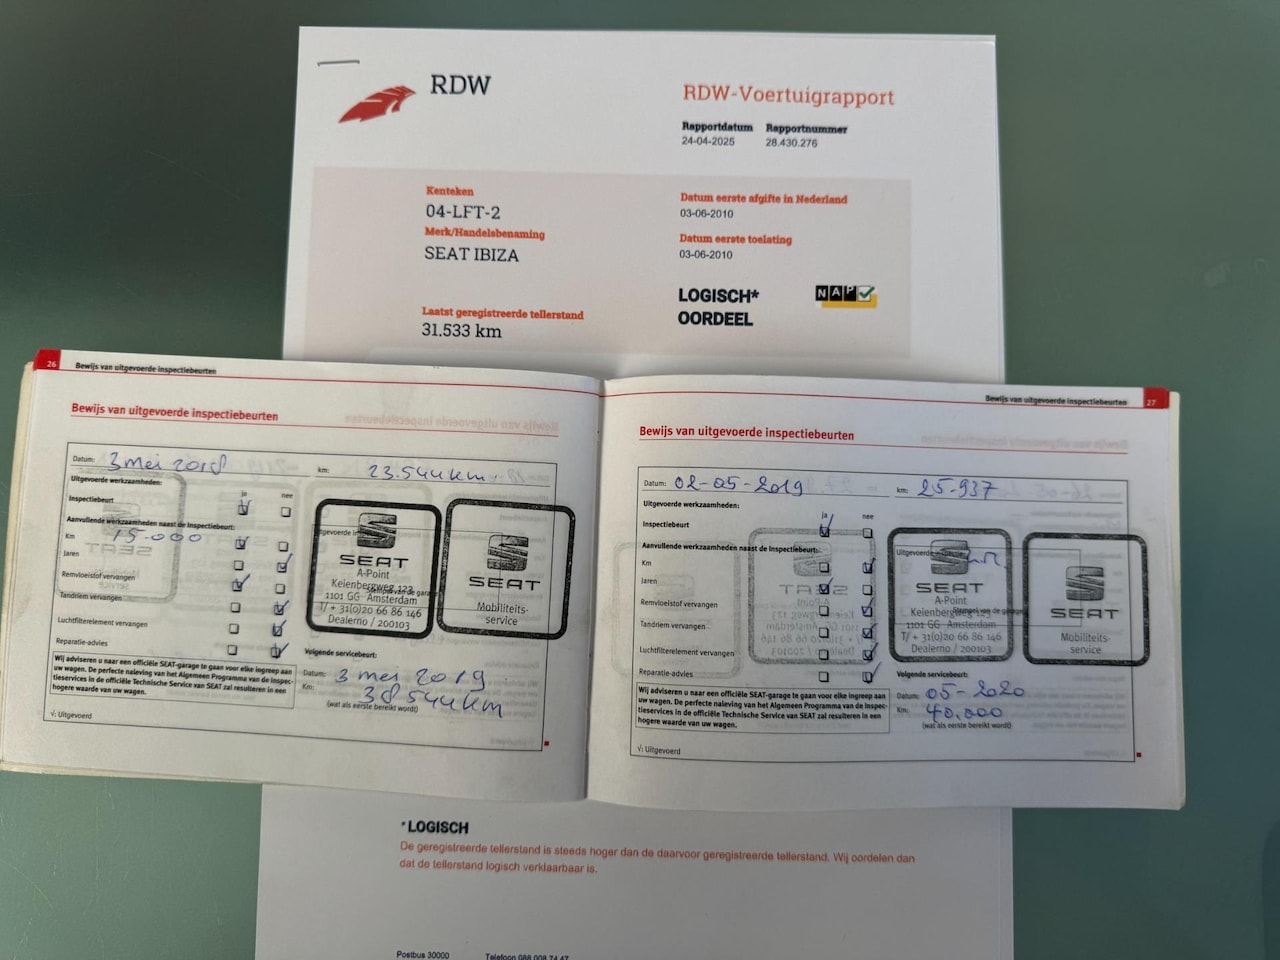 RDW
RDW-Voertuigrapport
Rapportdatum Rapportnummer
24-04-2025 28.430.276
Kenteken
04-LFT-2
Merk/Handelsbenaming
SEAT IBIZA
Laatst geregistreerde tellerstand
31.533 km
Datum eerste afgifte in Nederland
03-06-2010
Datum eerste toelating
03-06-2010
LOGISCH*
OORDEEL
NAP
26 Bewijs van uitgevoerde inspectiebeurten
Bewijs van uitgevoerde inspectiebeurten
Datum: 3 mei 2018 km: 23.544 km
Uitgevoerde werkzaamheden:
ja nee
Inspectiebeurt
Aanvullende werkzaamheden naast de Inspectiebeurt:
Km 15.000
Jaren
Remvloeistof vervangen
Tandriem vervangen
Luchtfilterelement vervangen
Reparatie-advies
Wij adviseren u naar een officiële SEAT-garage te gaan voor elke ingreep aan
uw wagen. De perfecte naleving van het Algemeen Programma van de Inspec-
tieservices in de officiële Technische Service van SEAT zal resulteren in een
hogere waarde van uw wagen.
√: Uitgevoerd
SEAT
A-Point
Keienbergweg 123
1101 GG Amsterdam
T/ + 31(0)20 66 86 146
Dealerno / 200103
SEAT
Mobiliteits-
service
Volgende servicebeurt:
Datum: 3 mei 2019
Km: 38.544 km
(wat als eerste bereikt wordt)
Bewijs van uitgevoerde inspectiebeurten 27
Bewijs van uitgevoerde inspectiebeurten
Datum: 02-05-2019 km: 25.937
Uitgevoerde werkzaamheden:
ja nee
Inspectiebeurt
Aanvullende werkzaamheden naast de Inspectiebeurt:
Km
Jaren
Remvloeistof vervangen
Tandriem vervangen
Luchtfilterelement vervangen
Reparatie-advies
Wij adviseren u naar een officiële SEAT-garage te gaan voor elke ingreep aan
uw wagen. De perfecte naleving van het Algemeen Programma van de Inspec-
tieservices in de officiële Technische Service van SEAT zal resulteren in een
hogere waarde van uw wagen.
√: Uitgevoerd
SEAT
A-Point
Keienbergweg 123
1101 GG Amsterdam
T/ + 31(0)20 66 86 146
Dealerno / 200103
SEAT
Mobiliteits-
service
Volgende servicebeurt:
Datum: 05-2020
Km: 40.000
(wat als eerste bereikt wordt)
*LOGISCH
De geregistreerde tellerstand is steeds hoger dan de daarvoor geregistreerde tellerstand. Wij oordelen dan
dat de tellerstand logisch verklaarbaar is.
Postbus 30000 Telefoon 088 008 74 47